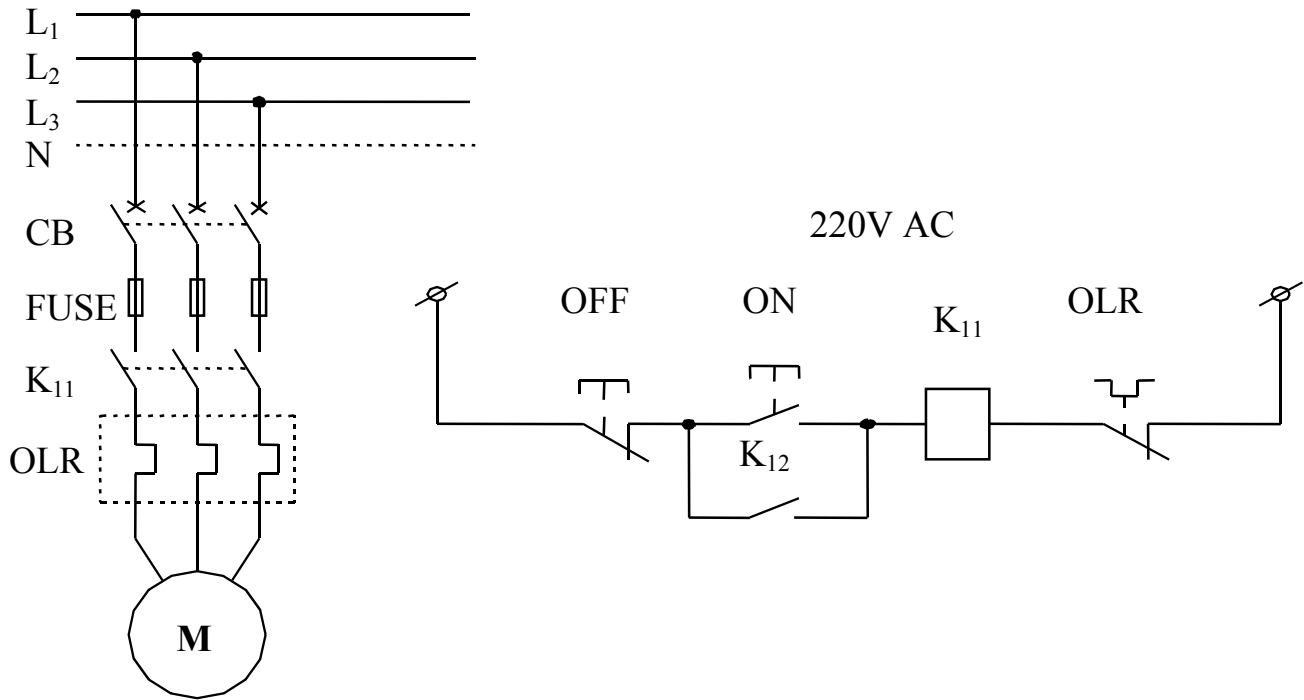 L₁
L₂
L₃
N
CB
FUSE
K₁₁
OLR
M
220V AC
OFF ON K₁₁ OLR
K₁₂